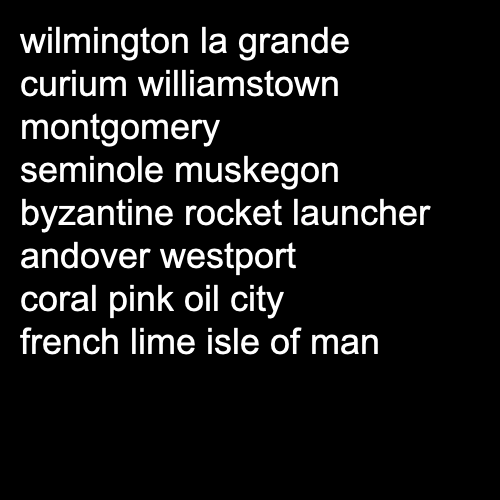 wilmington la grande
curium williamstown
montgomery
seminole muskegon
byzantine rocket launcher
andover westport
coral pink oil city
french lime isle of man